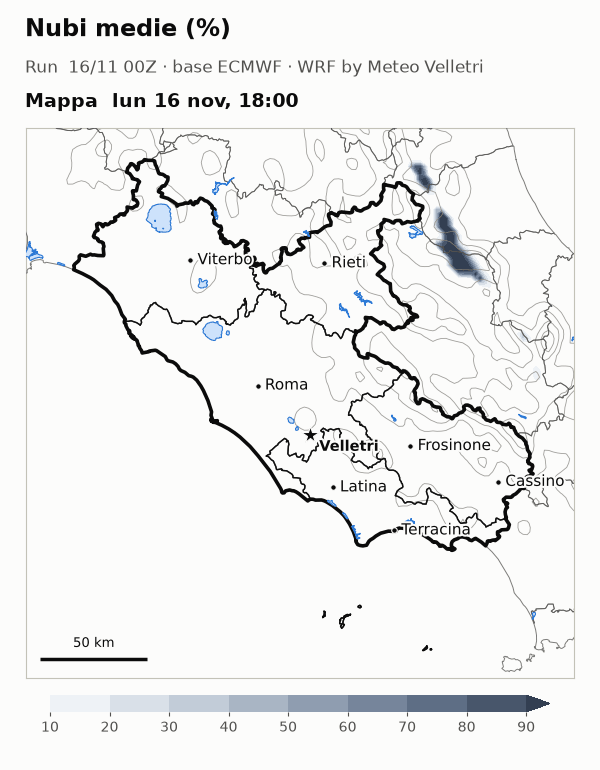 Nubi medie (%)
Run  16/11 00Z · base ECMWF · WRF by Meteo Velletri
Mappa  lun 16 nov, 18:00
Viterbo
Rieti
Roma
Velletri
Frosinone
Latina
Cassino
Terracina
50 km
10 20 30 40 50 60 70 80 90